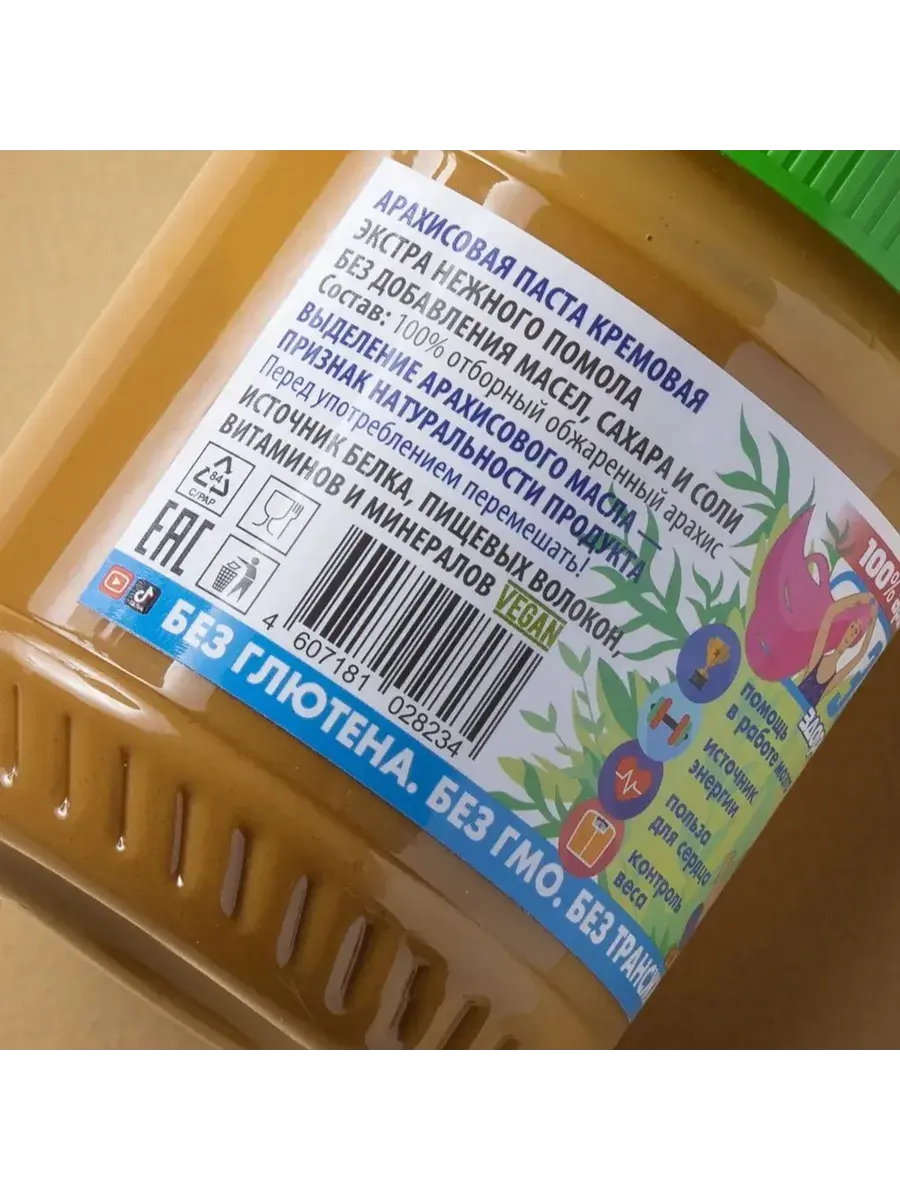 АРАХИСОВАЯ ПАСТА КРЕМОВАЯ
ЭКСТРА НЕЖНОГО ПОМОЛА
БЕЗ ДОБАВЛЕНИЯ МАСЕЛ, САХАРА И СОЛИ
Состав: 100% отборный обжаренный арахис
ВЫДЕЛЕНИЕ АРАХИСОВОГО МАСЛА —
ПРИЗНАК НАТУРАЛЬНОСТИ ПРОДУКТА
Перед употреблением перемешать!
ИСТОЧНИК БЕЛКА, ПИЩЕВЫХ ВОЛОКОН,
ВИТАМИНОВ И МИНЕРАЛОВ
VEGAN
84
C/PAP
EAC
4 607181 028234
БЕЗ ГЛЮТЕНА. БЕЗ ГМО. БЕЗ
100%
помощь
в работе
источник
энергии
польза
для сердца
контроль
веса